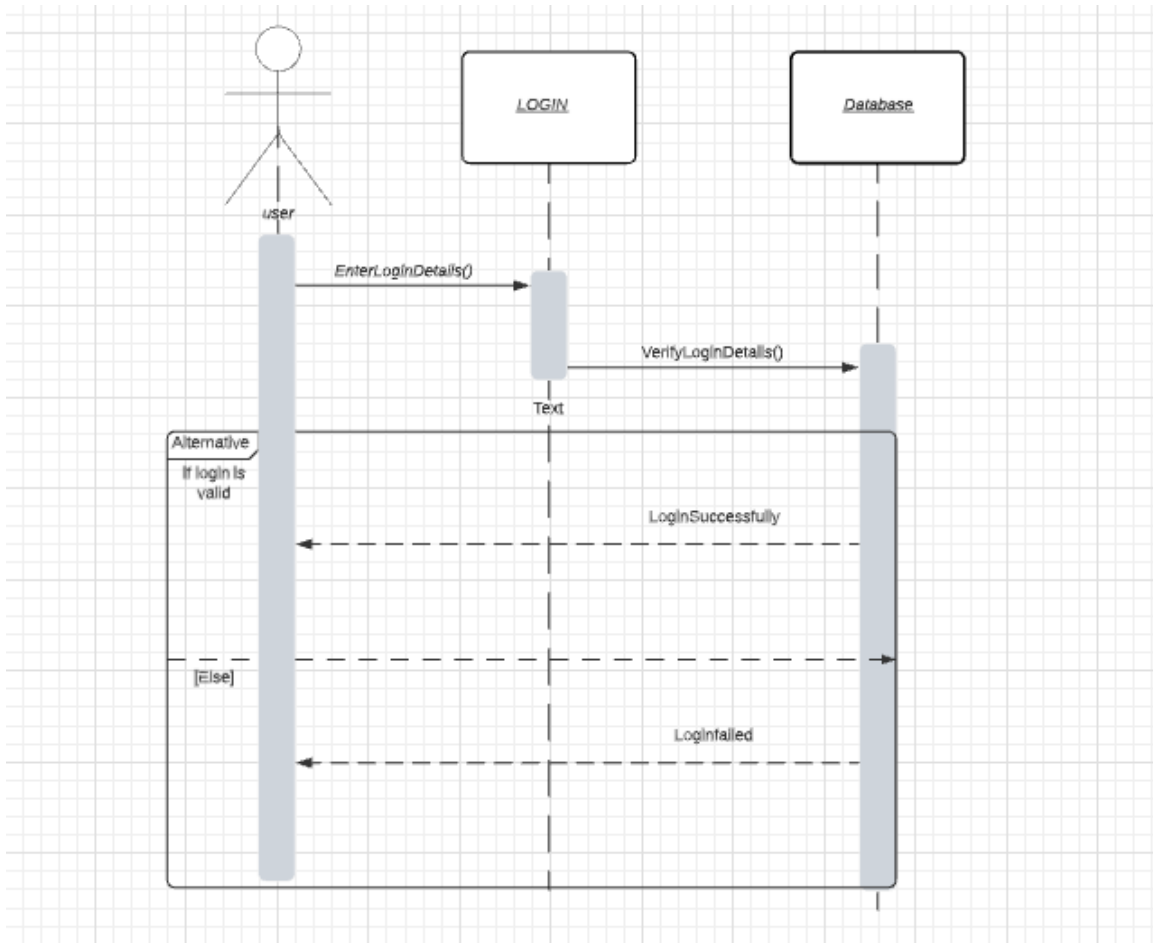 LOGIN
Database
user
EnterLoginDetails()
VerifyLoginDetails()
Text
Alternative
If login is
valid
LoginSuccessfully
[Else]
Loginfailed